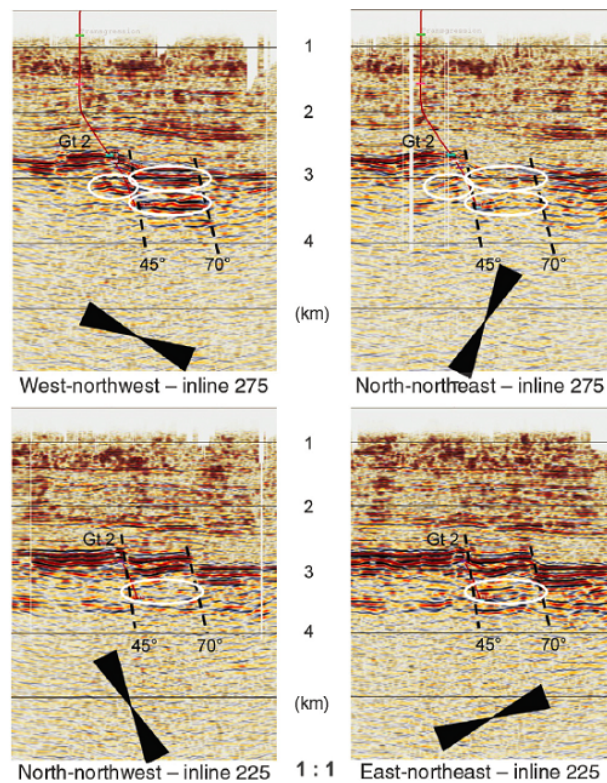 Transgression
Transgression
1
2
Gt 2
Gt 2
3
4
45°
70°
45°
70°
(km)
West-northwest – inline 275
North-northeast – inline 275
1
2
Gt 2
Gt 2
3
4
45°
70°
45°
70°
(km)
North-northwest – inline 225
1 : 1
East-northeast – inline 225